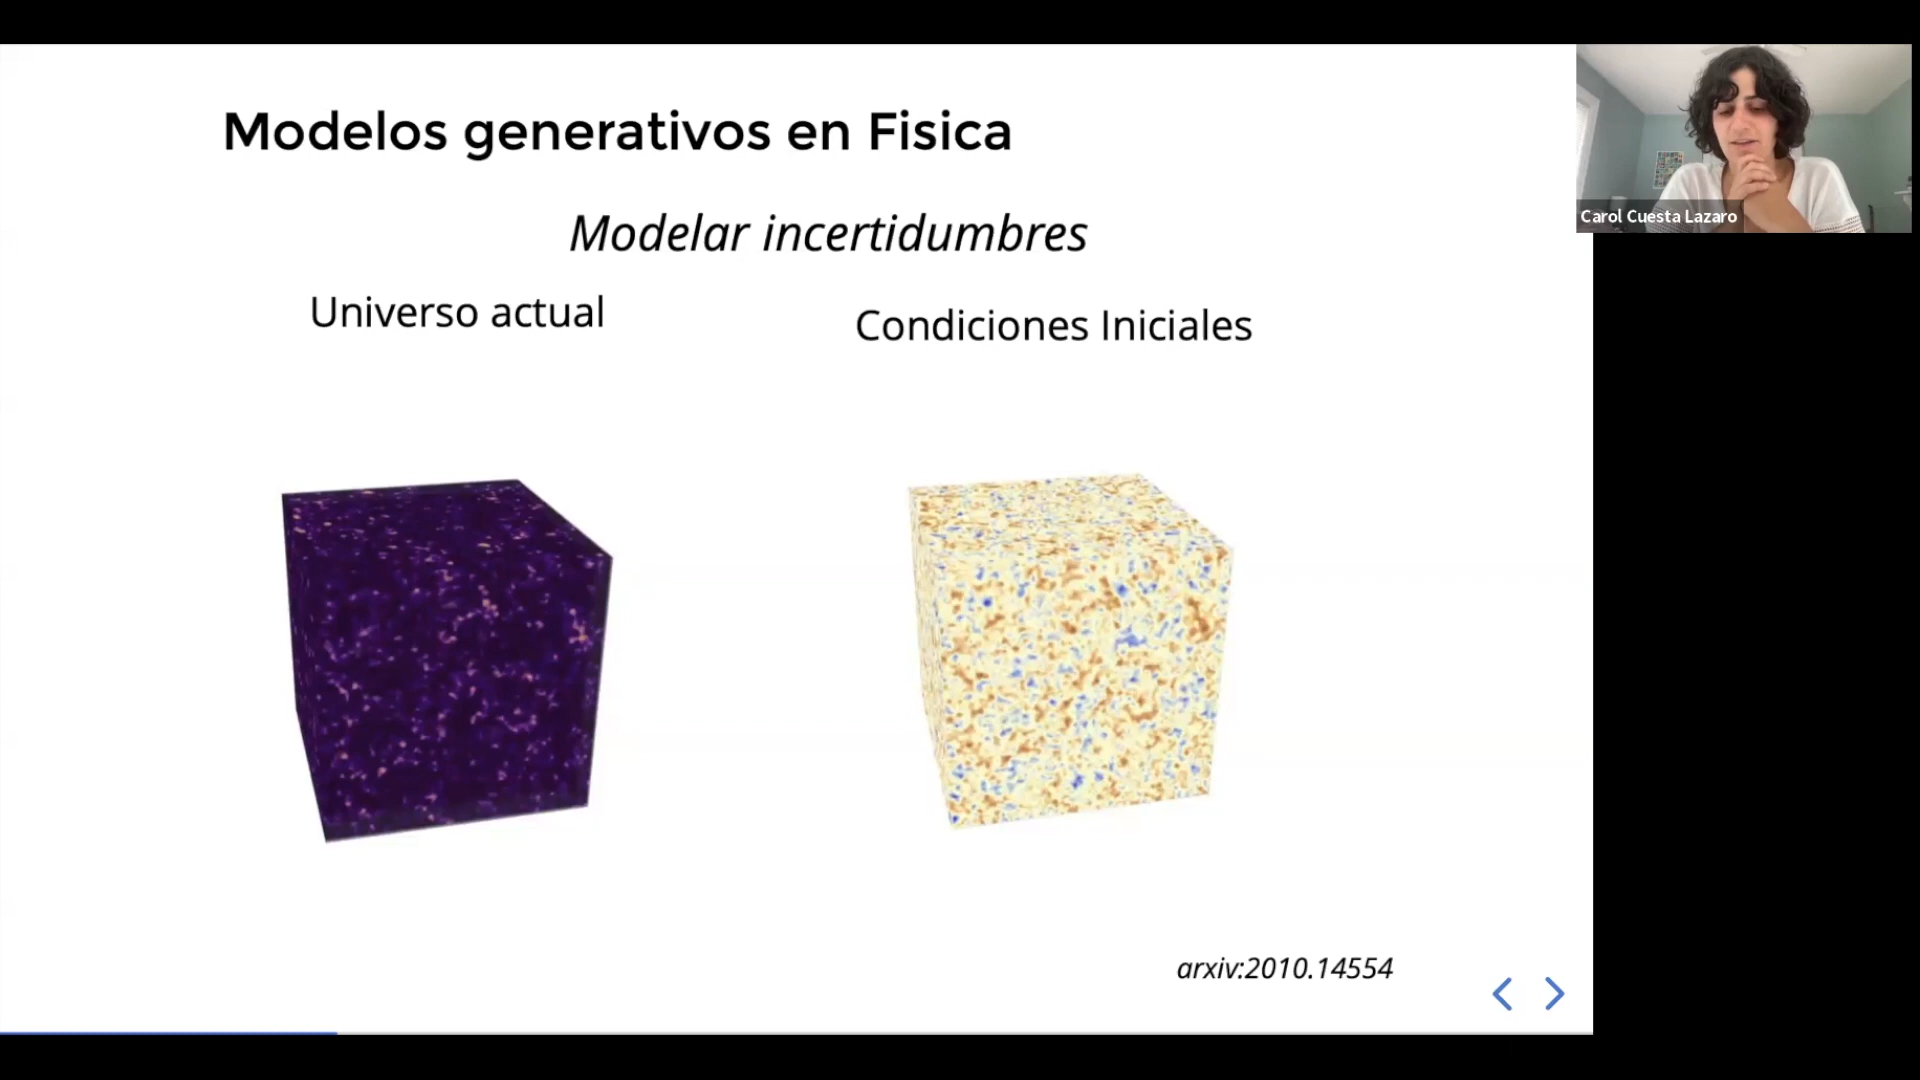 Modelos generativos en Fisica
Modelar incertidumbres
Universo actual
Condiciones Iniciales
arxiv:2010.14554
Carol Cuesta Lazaro